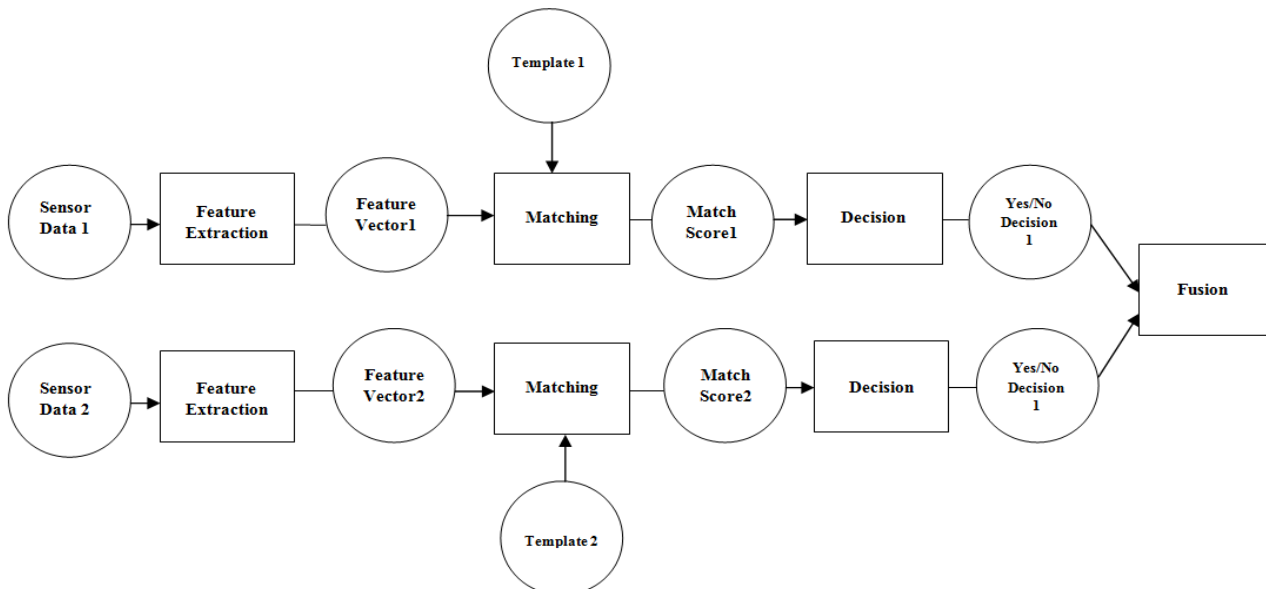 Template 1
Sensor
Data 1
Feature
Extraction
Feature
Vector1
Matching
Match
Score1
Decision
Yes/No
Decision
1
Fusion
Sensor
Data 2
Feature
Extraction
Feature
Vector2
Matching
Match
Score2
Decision
Yes/No
Decision
1
Template 2